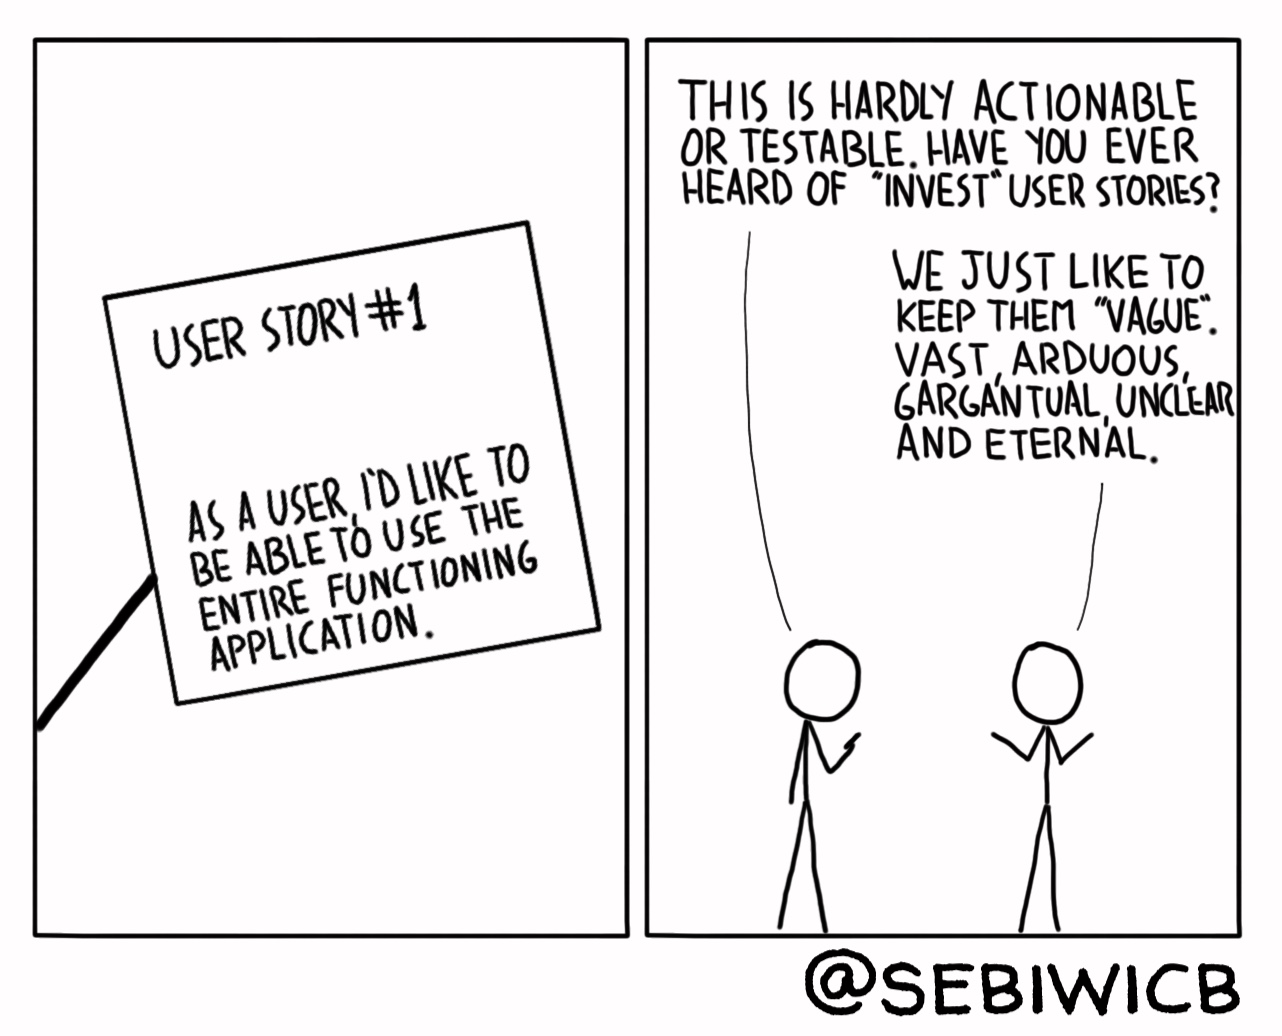 USER STORY #1
AS A USER, I'D LIKE TO
BE ABLE TO USE THE
ENTIRE FUNCTIONING
APPLICATION.
THIS IS HARDLY ACTIONABLE
OR TESTABLE. HAVE YOU EVER
HEARD OF "INVEST" USER STORIES?
WE JUST LIKE TO
KEEP THEM "VAGUE".
VAST, ARDUOUS,
GARGANTUAL, UNCLEAR
AND ETERNAL.
@SEBIWICB